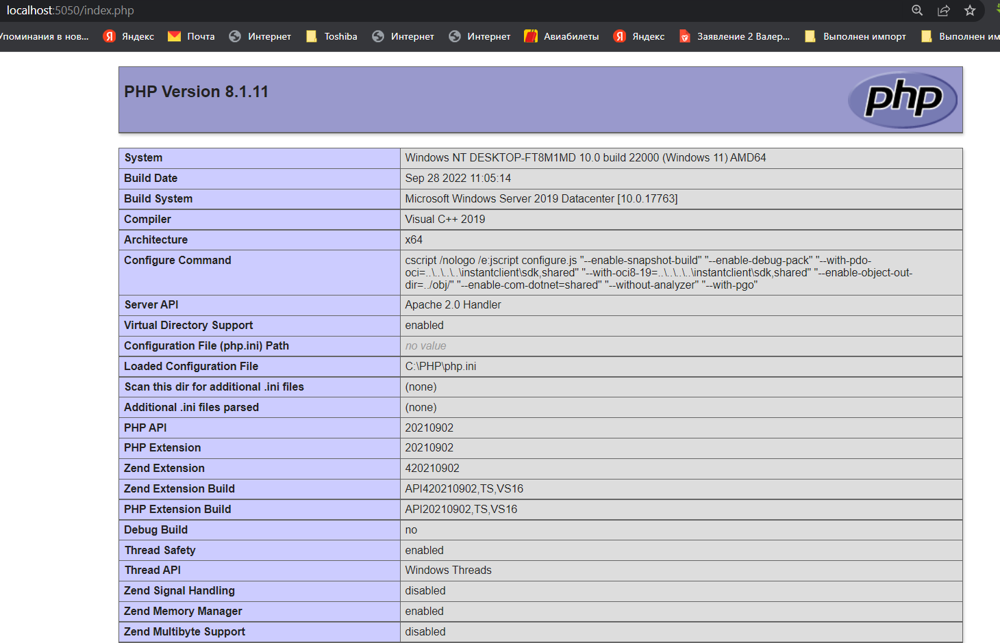 localhost:5050/index.php
Упоминания в нов... Яндекс Почта Интернет Toshiba Интернет Интернет Авиабилеты Яндекс Заявление 2 Валер... Выполнен импорт Выполнен им
PHP Version 8.1.11
php
System Windows NT DESKTOP-FT8M1MD 10.0 build 22000 (Windows 11) AMD64
Build Date Sep 28 2022 11:05:14
Build System Microsoft Windows Server 2019 Datacenter [10.0.17763]
Compiler Visual C++ 2019
Architecture x64
Configure Command cscript /nologo /e:jscript configure.js "--enable-snapshot-build" "--enable-debug-pack" "--with-pdo-
oci=..\..\..\..\instantclient\sdk,shared" "--with-oci8-19=..\..\..\..\instantclient\sdk,shared" "--enable-object-out-
dir=../obj/" "--enable-com-dotnet=shared" "--without-analyzer" "--with-pgo"
Server API Apache 2.0 Handler
Virtual Directory Support enabled
Configuration File (php.ini) Path no value
Loaded Configuration File C:\PHP\php.ini
Scan this dir for additional .ini files (none)
Additional .ini files parsed (none)
PHP API 20210902
PHP Extension 20210902
Zend Extension 420210902
Zend Extension Build API420210902,TS,VS16
PHP Extension Build API20210902,TS,VS16
Debug Build no
Thread Safety enabled
Thread API Windows Threads
Zend Signal Handling disabled
Zend Memory Manager enabled
Zend Multibyte Support disabled